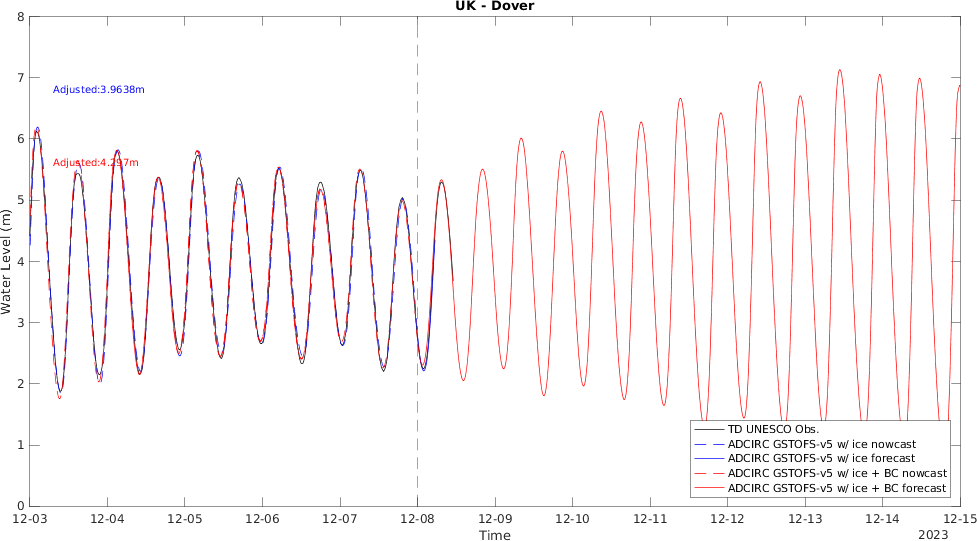 UK - Dover
8
7
6
5
4
3
2
1
0
Water Level (m)
Adjusted:3.9638m
Adjusted:4.297m
TD UNESCO Obs.
ADCIRC GSTOFS-v5 w/ ice nowcast
ADCIRC GSTOFS-v5 w/ ice forecast
ADCIRC GSTOFS-v5 w/ ice + BC nowcast
ADCIRC GSTOFS-v5 w/ ice + BC forecast
12-03 12-04 12-05 12-06 12-07 12-08 12-09 12-10 12-11 12-12 12-13 12-14 12-15
Time
2023